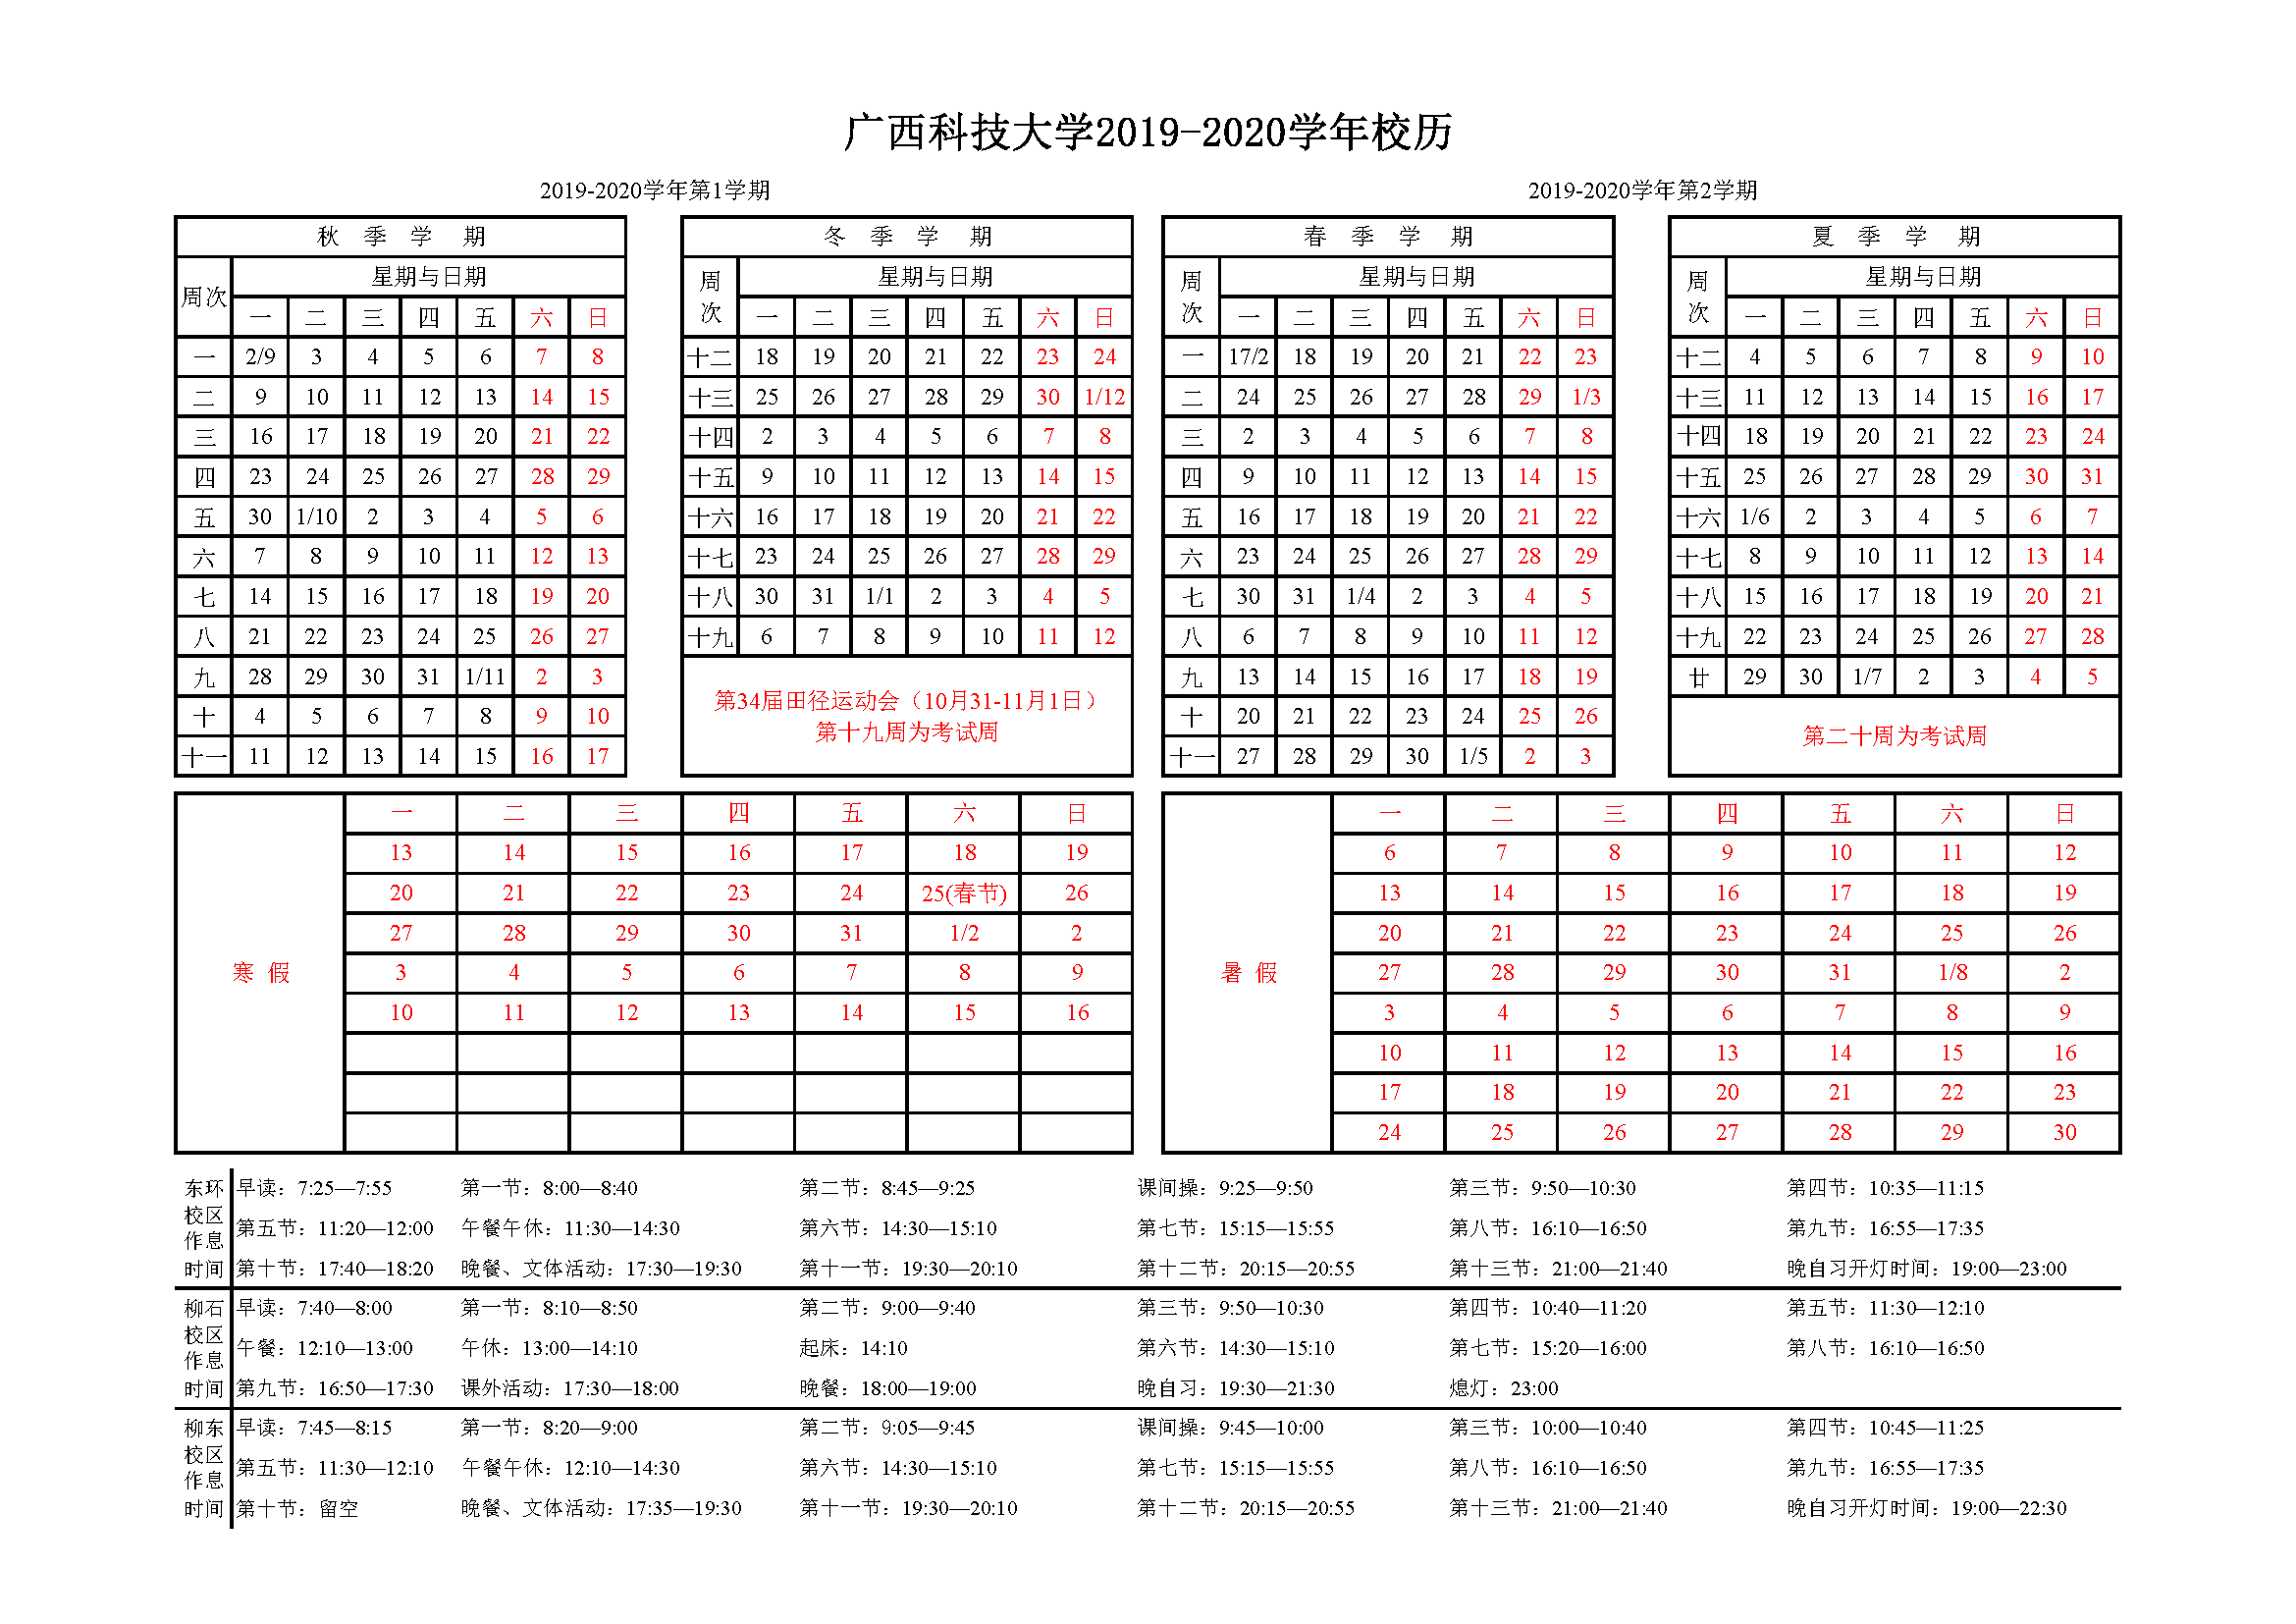 广西科技大学2019-2020学年校历
2019-2020学年第1学期
秋 季 学 期
周次 星期与日期
一 二 三 四 五 六 日
一 2/9 3 4 5 6 7 8
二 9 10 11 12 13 14 15
三 16 17 18 19 20 21 22
四 23 24 25 26 27 28 29
五 30 1/10 2 3 4 5 6
六 7 8 9 10 11 12 13
七 14 15 16 17 18 19 20
八 21 22 23 24 25 26 27
九 28 29 30 31 1/11 2 3
十 4 5 6 7 8 9 10
十一 11 12 13 14 15 16 17
冬 季 学 期
周次 星期与日期
一 二 三 四 五 六 日
十二 18 19 20 21 22 23 24
十三 25 26 27 28 29 30 1/12
十四 2 3 4 5 6 7 8
十五 9 10 11 12 13 14 15
十六 16 17 18 19 20 21 22
十七 23 24 25 26 27 28 29
十八 30 31 1/1 2 3 4 5
十九 6 7 8 9 10 11 12
第34届田径运动会（10月31-11月1日）
第十九周为考试周
2019-2020学年第2学期
春 季 学 期
周次 星期与日期
一 二 三 四 五 六 日
一 17/2 18 19 20 21 22 23
二 24 25 26 27 28 29 1/3
三 2 3 4 5 6 7 8
四 9 10 11 12 13 14 15
五 16 17 18 19 20 21 22
六 23 24 25 26 27 28 29
七 30 31 1/4 2 3 4 5
八 6 7 8 9 10 11 12
九 13 14 15 16 17 18 19
十 20 21 22 23 24 25 26
十一 27 28 29 30 1/5 2 3
夏 季 学 期
周次 星期与日期
一 二 三 四 五 六 日
十二 4 5 6 7 8 9 10
十三 11 12 13 14 15 16 17
十四 18 19 20 21 22 23 24
十五 25 26 27 28 29 30 31
十六 1/6 2 3 4 5 6 7
十七 8 9 10 11 12 13 14
十八 15 16 17 18 19 20 21
十九 22 23 24 25 26 27 28
廿 29 30 1/7 2 3 4 5
第二十周为考试周
寒 假
一 二 三 四 五 六 日
13 14 15 16 17 18 19
20 21 22 23 24 25(春节) 26
27 28 29 30 31 1/2 2
3 4 5 6 7 8 9
10 11 12 13 14 15 16
暑 假
一 二 三 四 五 六 日
6 7 8 9 10 11 12
13 14 15 16 17 18 19
20 21 22 23 24 25 26
27 28 29 30 31 1/8 2
3 4 5 6 7 8 9
10 11 12 13 14 15 16
17 18 19 20 21 22 23
24 25 26 27 28 29 30
东环校区作息时间
早读：7:25—7:55 第一节：8:00—8:40 第二节：8:45—9:25 课间操：9:25—9:50 第三节：9:50—10:30 第四节：10:35—11:15
第五节：11:20—12:00 午餐午休：11:30—14:30 第六节：14:30—15:10 第七节：15:15—15:55 第八节：16:10—16:50 第九节：16:55—17:35
第十节：17:40—18:20 晚餐、文体活动：17:30—19:30 第十一节：19:30—20:10 第十二节：20:15—20:55 第十三节：21:00—21:40 晚自习开灯时间：19:00—23:00
柳石校区作息时间
早读：7:40—8:00 第一节：8:10—8:50 第二节：9:00—9:40 第三节：9:50—10:30 第四节：10:40—11:20 第五节：11:30—12:10
午餐：12:10—13:00 午休：13:00—14:10 起床：14:10 第六节：14:30—15:10 第七节：15:20—16:00 第八节：16:10—16:50
第九节：16:50—17:30 课外活动：17:30—18:00 晚餐：18:00—19:00 晚自习：19:30—21:30 熄灯：23:00
柳东校区作息时间
早读：7:45—8:15 第一节：8:20—9:00 第二节：9:05—9:45 课间操：9:45—10:00 第三节：10:00—10:40 第四节：10:45—11:25
第五节：11:30—12:10 午餐午休：12:10—14:30 第六节：14:30—15:10 第七节：15:15—15:55 第八节：16:10—16:50 第九节：16:55—17:35
第十节：留空 晚餐、文体活动：17:35—19:30 第十一节：19:30—20:10 第十二节：20:15—20:55 第十三节：21:00—21:40 晚自习开灯时间：19:00—22:30